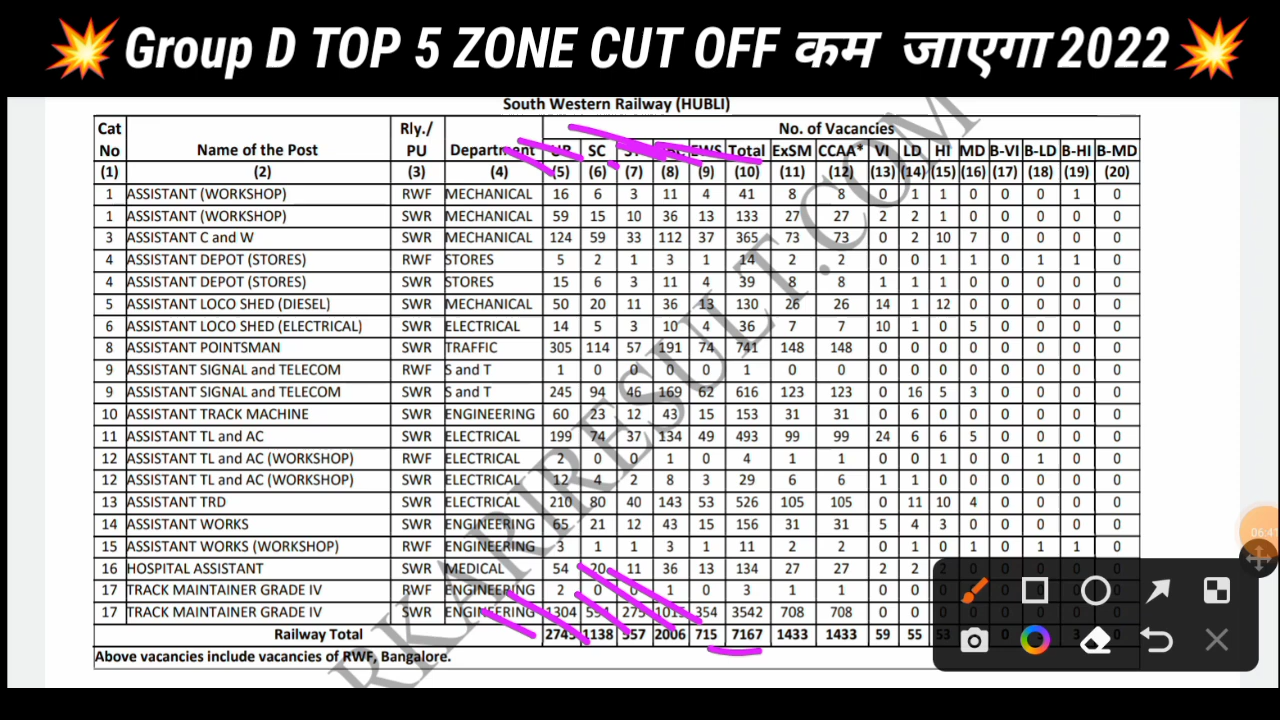 💥Group D TOP 5 ZONE CUT OFF कम जाएगा 2022💥
South Western Railway (HUBLI)
Cat No Name of the Post Rly./ PU Department No. of Vacancies
UR SC ST EWS Total ExSM CCAA* VI LD HI MD B-VI B-LD B-HI B-MD
(1) (2) (3) (4) (5) (6) (7) (8) (9) (10) (11) (12) (13) (14) (15) (16) (17) (18) (19) (20)
1 ASSISTANT (WORKSHOP) RWF MECHANICAL 16 6 3 11 4 41 8 8 0 1 1 0 0 0 1 0
1 ASSISTANT (WORKSHOP) SWR MECHANICAL 59 15 10 36 13 133 27 27 2 2 1 0 0 0 0 0
3 ASSISTANT C and W SWR MECHANICAL 124 59 33 112 37 365 73 73 0 2 10 7 0 0 0 0
4 ASSISTANT DEPOT (STORES) RWF STORES 5 2 1 3 1 14 2 2 0 0 1 1 0 1 1 0
4 ASSISTANT DEPOT (STORES) SWR STORES 15 6 3 11 4 39 8 8 1 1 1 0 0 0 0 0
5 ASSISTANT LOCO SHED (DIESEL) SWR MECHANICAL 50 20 11 36 13 130 26 26 14 1 12 0 0 0 0 0
6 ASSISTANT LOCO SHED (ELECTRICAL) SWR ELECTRICAL 14 5 3 10 4 36 7 7 10 1 0 5 0 0 0 0
8 ASSISTANT POINTSMAN SWR TRAFFIC 305 114 57 191 74 741 148 148 0 0 0 0 0 0 0 0
9 ASSISTANT SIGNAL and TELECOM RWF S and T 1 0 0 0 0 1 0 0 0 0 0 0 0 0 0 0
9 ASSISTANT SIGNAL and TELECOM SWR S and T 245 94 46 169 62 616 123 123 0 16 5 3 0 0 0 0
10 ASSISTANT TRACK MACHINE SWR ENGINEERING 60 23 12 43 15 153 31 31 0 6 0 0 0 0 0 0
11 ASSISTANT TL and AC SWR ELECTRICAL 199 74 37 134 49 493 99 99 24 6 6 5 0 0 0 0
12 ASSISTANT TL and AC (WORKSHOP) RWF ELECTRICAL 2 0 0 1 0 4 1 1 0 0 1 0 0 1 0 0
12 ASSISTANT TL and AC (WORKSHOP) SWR ELECTRICAL 12 4 2 8 3 29 6 6 1 1 0 0 0 0 0 0
13 ASSISTANT TRD SWR ELECTRICAL 210 80 40 143 53 526 105 105 0 11 10 4 0 0 0 0
14 ASSISTANT WORKS SWR ENGINEERING 65 21 12 43 15 156 31 31 5 4 3 0 0 0 0 0
15 ASSISTANT WORKS (WORKSHOP) RWF ENGINEERING 3 1 1 3 1 11 2 2 0 1 0 1 0 1 1 0
16 HOSPITAL ASSISTANT SWR MEDICAL 54 20 11 36 13 134 27 27 2 2 2
17 TRACK MAINTAINER GRADE IV RWF ENGINEERING 2 0 0 1 0 3 1 1 0
17 TRACK MAINTAINER GRADE IV SWR ENGINEERING 1304 354 3542 708 708 0
Railway Total 1138 557 2006 715 7167 1433 1433 59 55 53
Above vacancies include vacancies of RWF, Bangalore.
RKARIRESULT.COM